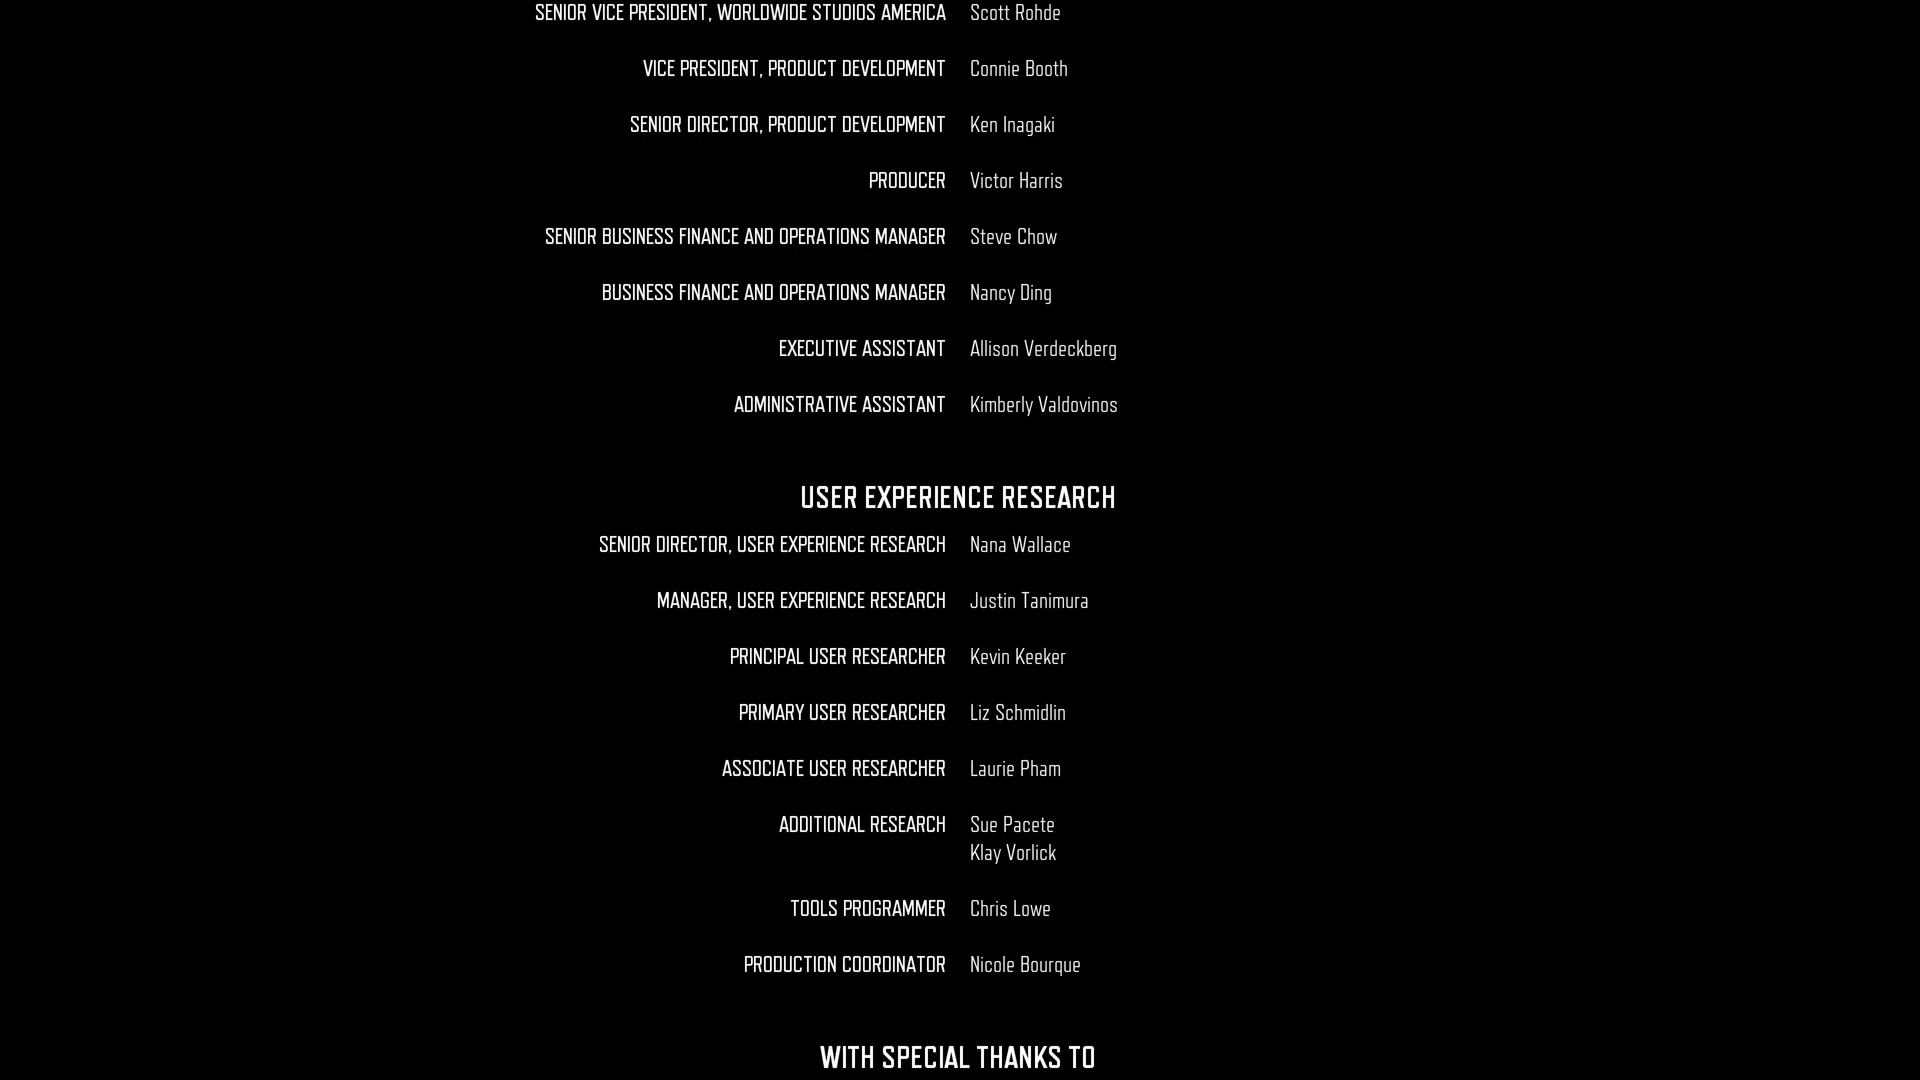 SENIOR VICE PRESIDENT, WORLDWIDE STUDIOS AMERICA Scott Rohde
VICE PRESIDENT, PRODUCT DEVELOPMENT Connie Booth
SENIOR DIRECTOR, PRODUCT DEVELOPMENT Ken Inagaki
PRODUCER Victor Harris
SENIOR BUSINESS FINANCE AND OPERATIONS MANAGER Steve Chow
BUSINESS FINANCE AND OPERATIONS MANAGER Nancy Ding
EXECUTIVE ASSISTANT Allison Verdeckberg
ADMINISTRATIVE ASSISTANT Kimberly Valdovinos
USER EXPERIENCE RESEARCH
SENIOR DIRECTOR, USER EXPERIENCE RESEARCH Nana Wallace
MANAGER, USER EXPERIENCE RESEARCH Justin Tanimura
PRINCIPAL USER RESEARCHER Kevin Keeker
PRIMARY USER RESEARCHER Liz Schmidlin
ASSOCIATE USER RESEARCHER Laurie Pham
ADDITIONAL RESEARCH Sue Pacete
Klay Vorlick
TOOLS PROGRAMMER Chris Lowe
PRODUCTION COORDINATOR Nicole Bourque
WITH SPECIAL THANKS TO